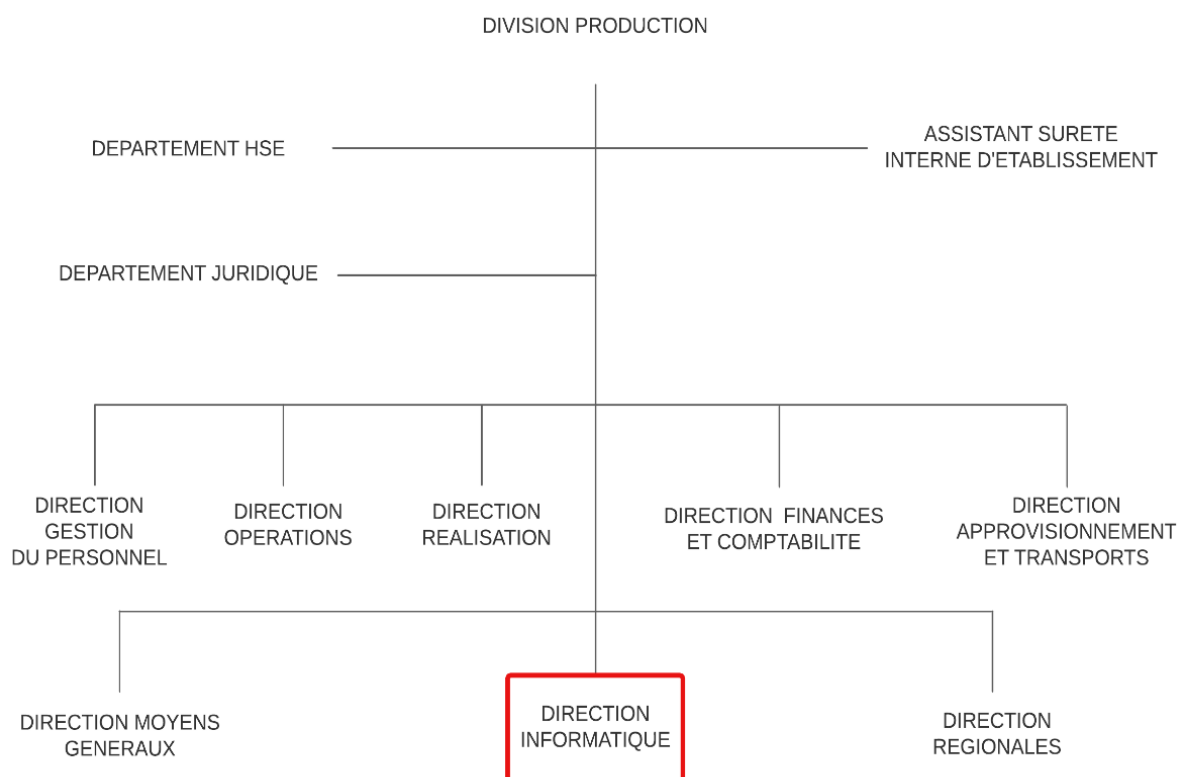 DIVISION PRODUCTION
DEPARTEMENT HSE
ASSISTANT SURETE
INTERNE D'ETABLISSEMENT
DEPARTEMENT JURIDIQUE
DIRECTION
GESTION
DU PERSONNEL
DIRECTION
OPERATIONS
DIRECTION
REALISATION
DIRECTION FINANCES
ET COMPTABILITE
DIRECTION
APPROVISIONNEMENT
ET TRANSPORTS
DIRECTION MOYENS
GENERAUX
DIRECTION
INFORMATIQUE
DIRECTION
REGIONALES